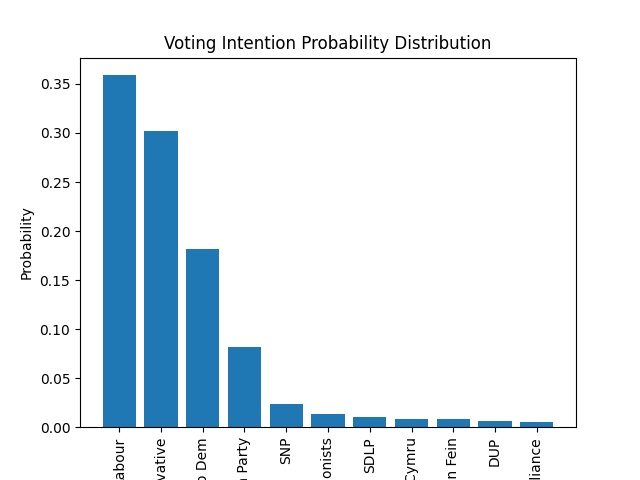 Voting Intention Probability Distribution
Probability
0.35
0.30
0.25
0.20
0.15
0.10
0.05
0.00
abour
vative
Dem
Party
SNP
onists
SDLP
Cymru
n Fein
DUP
liance